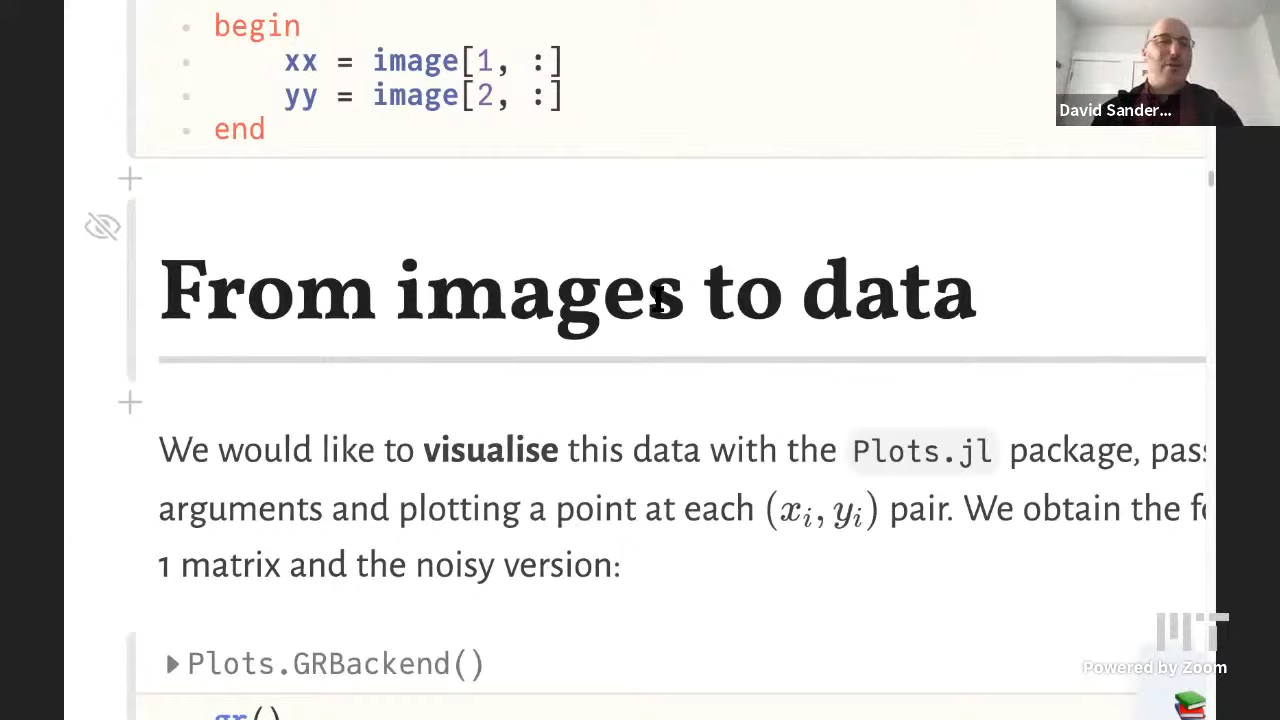 begin
xx = image[1, :]
yy = image[2, :]
end
David Sander...
From images to data
We would like to visualise this data with the Plots.jl package,
arguments and plotting a point at each (xᵢ, yᵢ) pair. We obtain the
1 matrix and the noisy version:
Plots.GRBackend()
gr()
MIT
Powered by Zoom